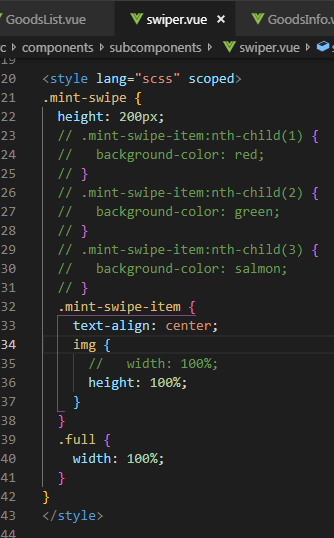 GoodsList.vue swiper.vue × GoodsInfo.v
c > components > subcomponents > swiper.vue > s
19
20 <style lang="scss" scoped>
21 .mint-swipe {
22 height: 200px;
23 // .mint-swipe-item:nth-child(1) {
24 //   background-color: red;
25 // }
26 // .mint-swipe-item:nth-child(2) {
27 //   background-color: green;
28 // }
29 // .mint-swipe-item:nth-child(3) {
30 //   background-color: salmon;
31 // }
32 .mint-swipe-item {
33 text-align: center;
34 img {
35 //   width: 100%;
36 height: 100%;
37 }
38 }
39 .full {
40 width: 100%;
41 }
42 }
43 </style>
44